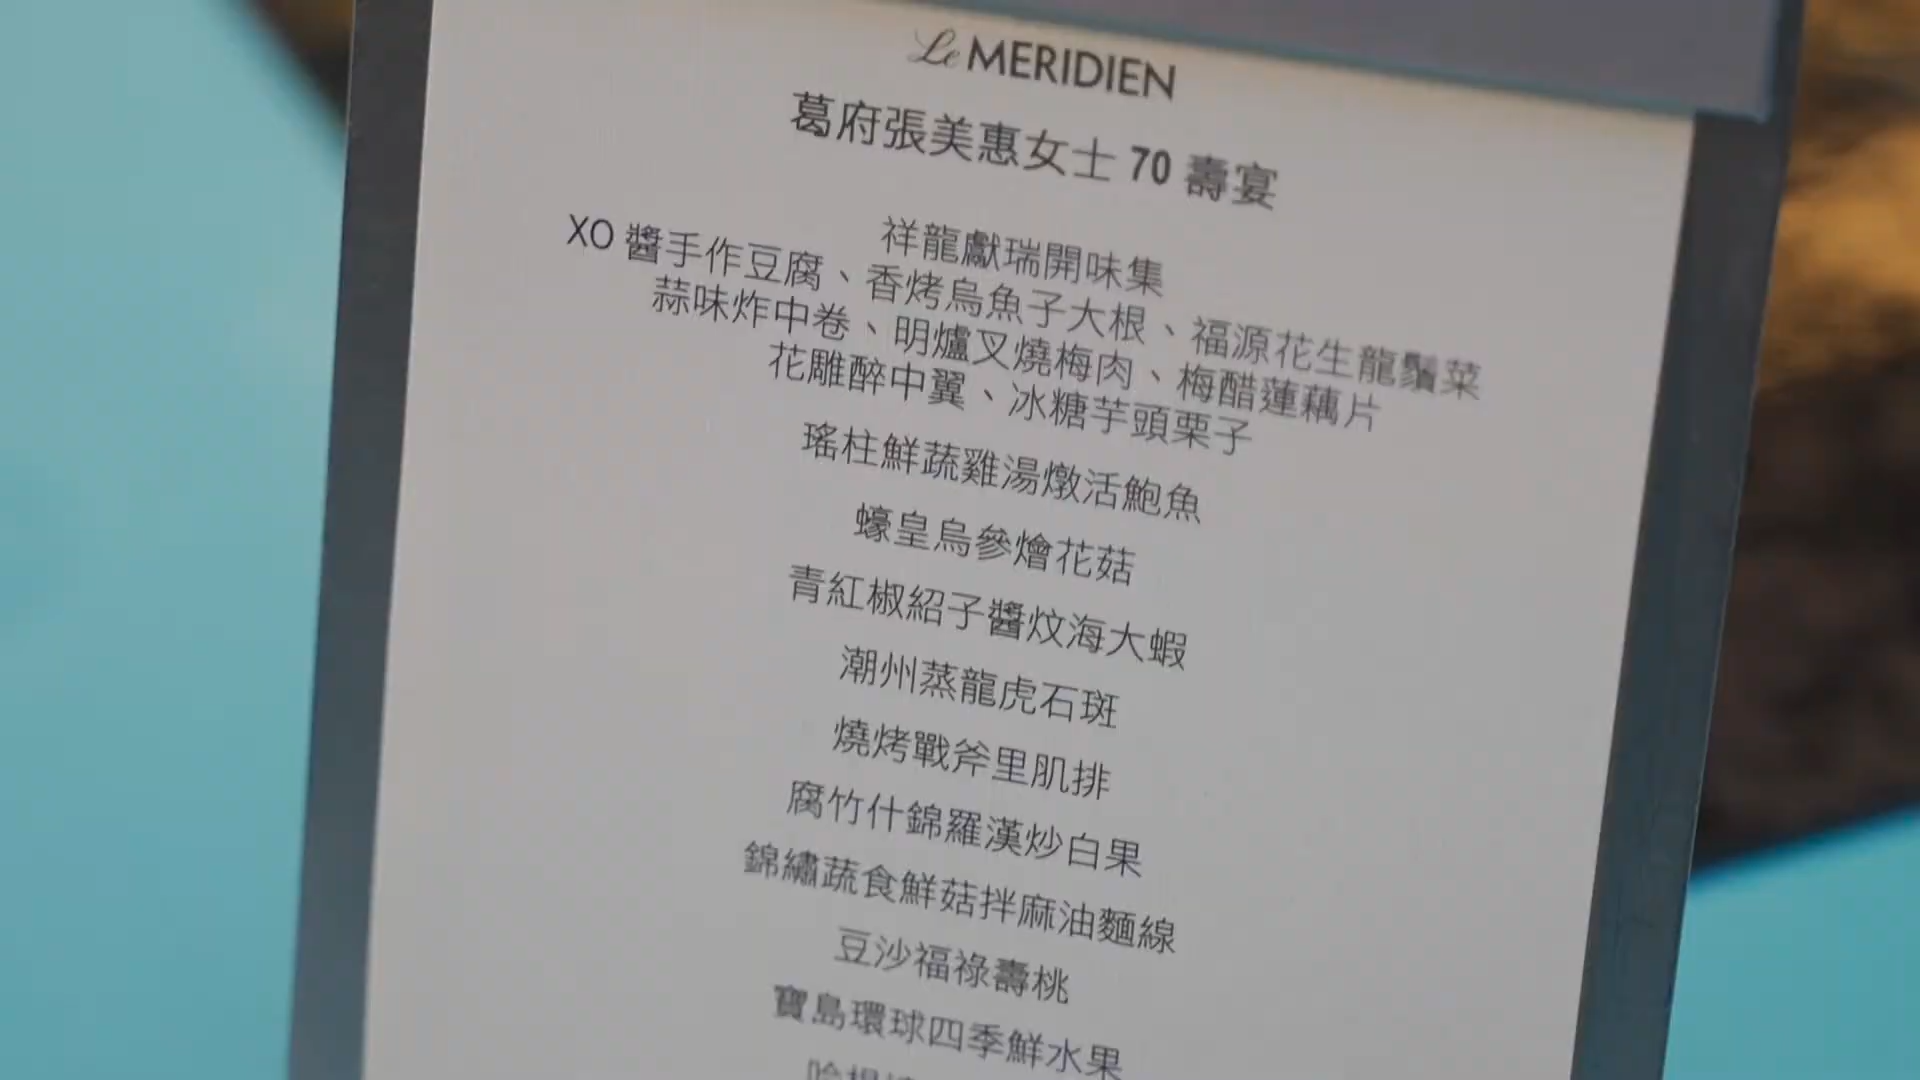 Le MERIDIEN
葛府張美惠女士 70 壽宴
祥龍獻瑞開味集
XO 醬手作豆腐、香烤烏魚子大根、福源花生龍鬚菜
蒜味炸中卷、明爐叉燒梅肉、梅醋蓮藕片
花雕醉中翼、冰糖芋頭栗子
瑤柱鮮蔬雞湯燉活鮑魚
蠔皇烏參燴花菇
青紅椒紹子醬炆海大蝦
潮州蒸龍虎石斑
燒烤戰斧里肌排
腐竹什錦羅漢炒白果
錦繡蔬食鮮菇拌麻油麵線
豆沙福祿壽桃
寶島環球四季鮮水果